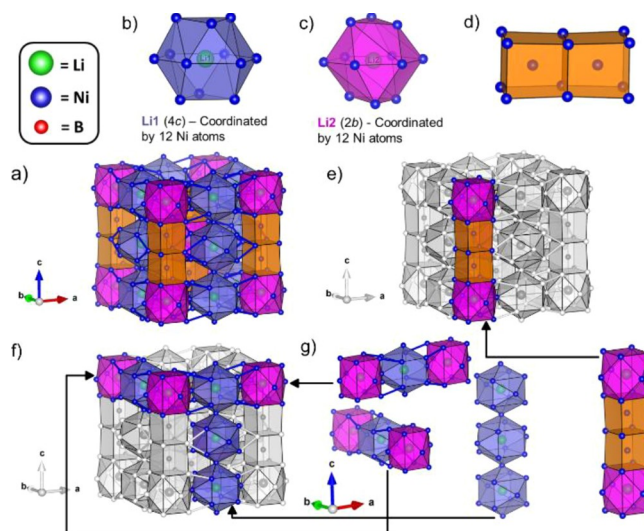 b)
c)
d)
= Li
= Ni
= B
Li1 (4c) – Coordinated
by 12 Ni atoms
Li2 (2b) - Coordinated
by 12 Ni atoms
a)
e)
c
b
a
c
b
a
f)
g)
c
b
a
c
b
a